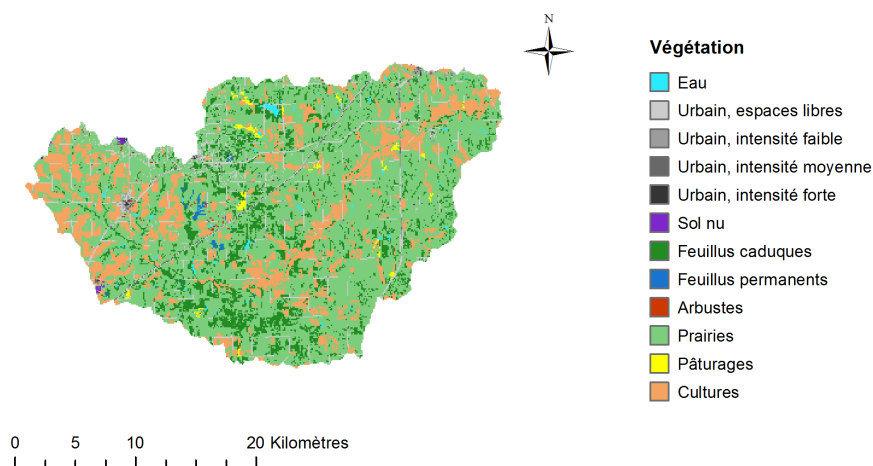 N
Végétation
Eau
Urbain, espaces libres
Urbain, intensité faible
Urbain, intensité moyenne
Urbain, intensité forte
Sol nu
Feuillus caduques
Feuillus permanents
Arbustes
Prairies
Pâturages
Cultures
0 5 10 20 Kilomètres